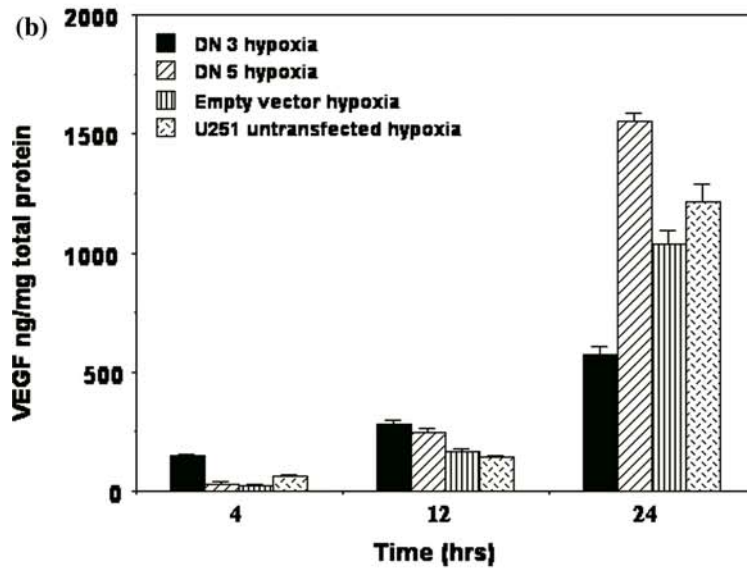 (b)
2000
1500
1000
500
0
VEGF ng/mg total protein
DN 3 hypoxia
DN 5 hypoxia
Empty vector hypoxia
U251 untransfected hypoxia
4 12 24
Time (hrs)